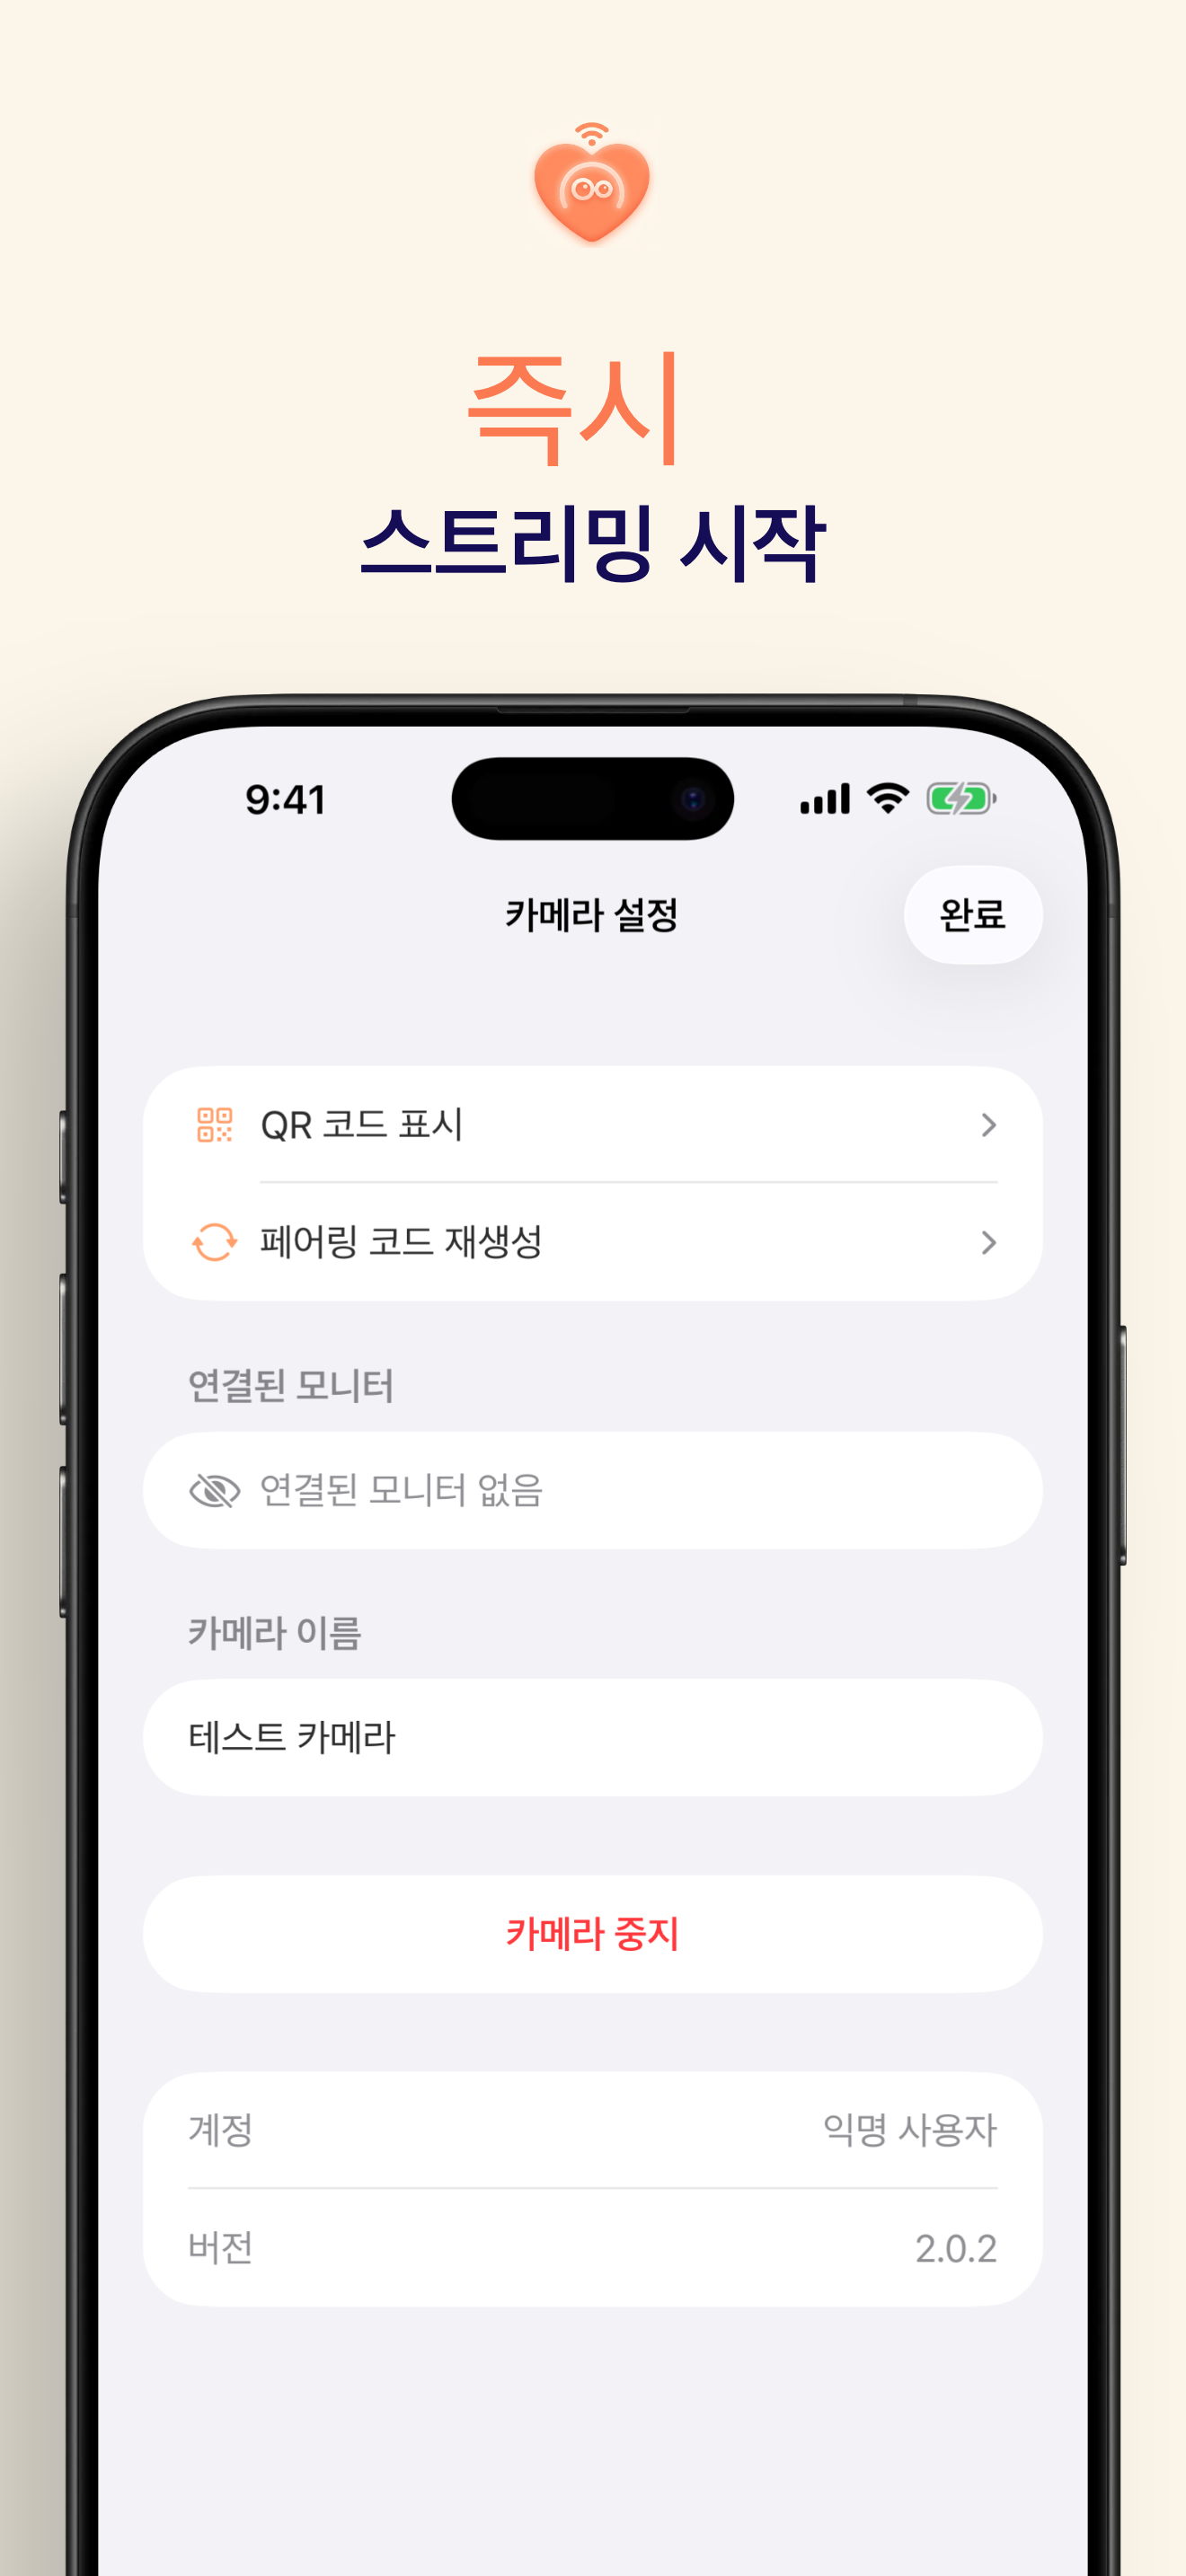 즉시
스트리밍 시작
9:41
카메라 설정
완료
QR 코드 표시
페어링 코드 재생성
연결된 모니터
연결된 모니터 없음
카메라 이름
테스트 카메라
카메라 중지
계정 익명 사용자
버전 2.0.2